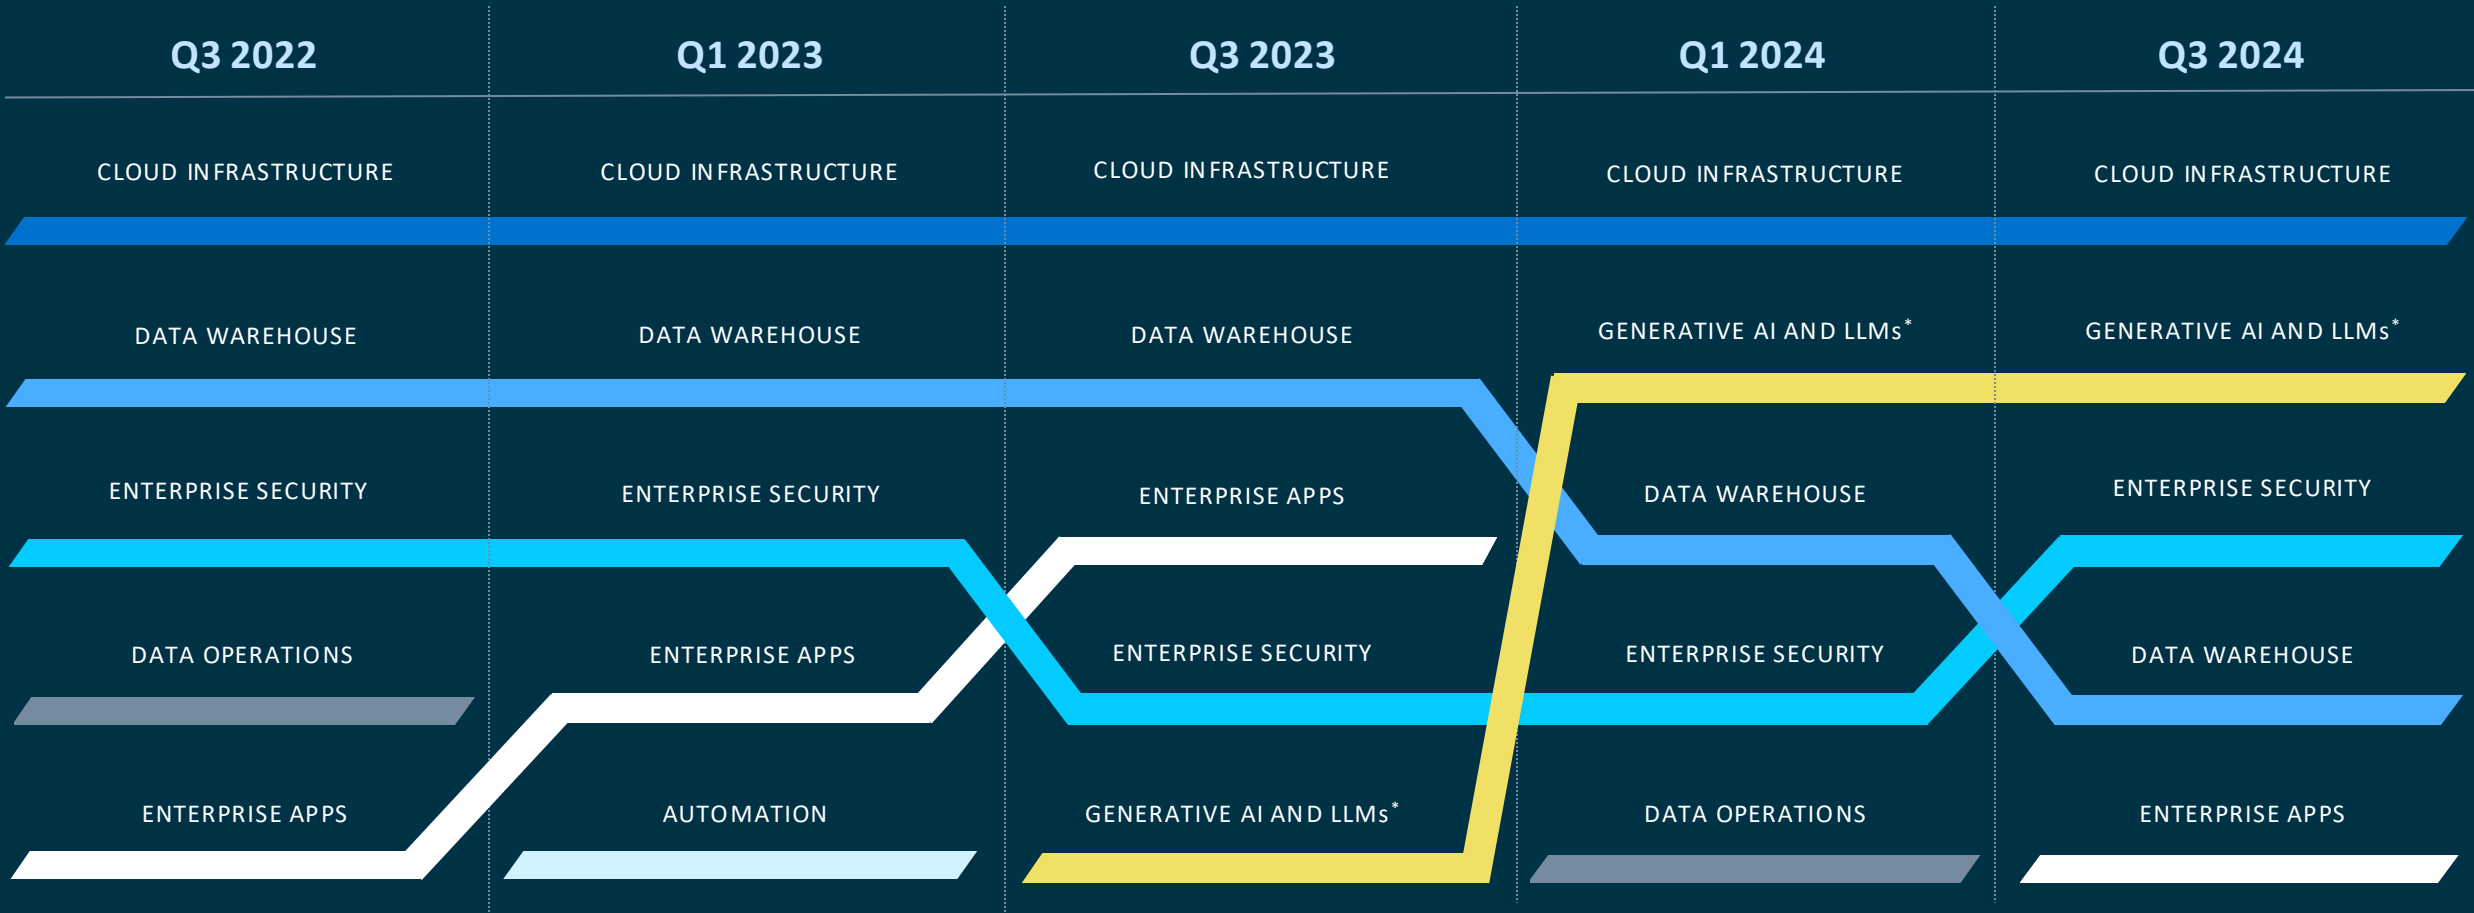 Q3 2022
Q1 2023
Q3 2023
Q1 2024
Q3 2024
CLOUD INFRASTRUCTURE
CLOUD INFRASTRUCTURE
CLOUD INFRASTRUCTURE
CLOUD INFRASTRUCTURE
CLOUD INFRASTRUCTURE
DATA WAREHOUSE
DATA WAREHOUSE
DATA WAREHOUSE
GENERATIVE AI AND LLMs*
GENERATIVE AI AND LLMs*
ENTERPRISE SECURITY
ENTERPRISE SECURITY
ENTERPRISE APPS
DATA WAREHOUSE
ENTERPRISE SECURITY
DATA OPERATIONS
ENTERPRISE APPS
ENTERPRISE SECURITY
ENTERPRISE SECURITY
DATA WAREHOUSE
ENTERPRISE APPS
AUTOMATION
GENERATIVE AI AND LLMs*
DATA OPERATIONS
ENTERPRISE APPS